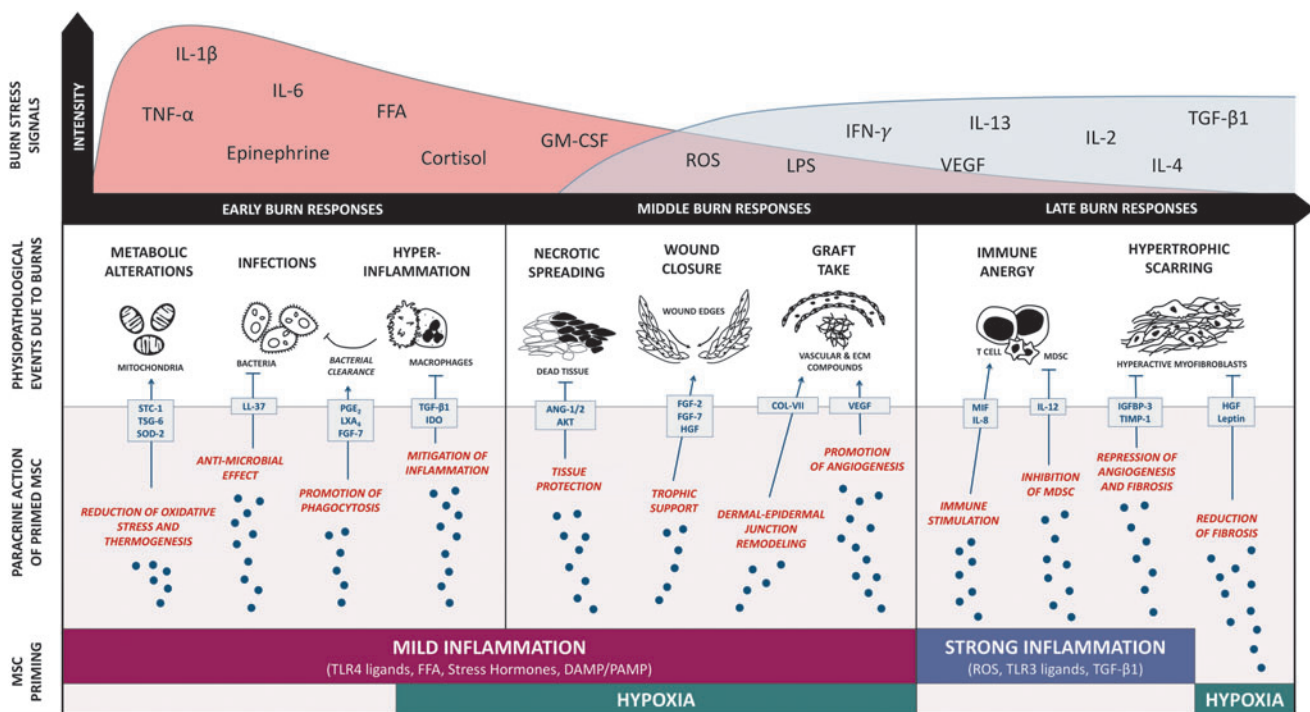 BURN STRESS
SIGNALS
INTENSITY
IL-1β
IL-6
TNF-α
FFA
Epinephrine
Cortisol
GM-CSF
ROS
LPS
IFN-γ
IL-13
VEGF
IL-2
IL-4
TGF-β1
EARLY BURN RESPONSES
MIDDLE BURN RESPONSES
LATE BURN RESPONSES
PHYSIOPATHOLOGICAL
EVENTS DUE TO BURNS
METABOLIC
ALTERATIONS
MITOCHONDRIA
INFECTIONS
BACTERIA
BACTERIAL
CLEARANCE
HYPER-
INFLAMMATION
MACROPHAGES
NECROTIC
SPREADING
DEAD TISSUE
WOUND
CLOSURE
WOUND EDGES
GRAFT
TAKE
VASCULAR & ECM
COMPOUNDS
IMMUNE
ANERGY
T CELL
MDSC
HYPERTROPHIC
SCARRING
HYPERACTIVE MYOFIBROBLASTS
PARACRINE ACTION
OF PRIMED MSC
STC-1
TSG-6
SOD-2
REDUCTION OF OXIDATIVE
STRESS AND
THERMOGENESIS
LL-37
ANTI-MICROBIAL
EFFECT
PGE₂
LXA₄
FGF-7
PROMOTION OF
PHAGOCYTOSIS
TGF-β1
IDO
MITIGATION OF
INFLAMMATION
ANG-1/2
AKT
TISSUE
PROTECTION
FGF-2
FGF-7
HGF
TROPHIC
SUPPORT
COL-VII
DERMAL-EPIDERMAL
JUNCTION
REMODELING
VEGF
PROMOTION
OF ANGIOGENESIS
MIF
IL-8
IMMUNE
STIMULATION
IL-12
INHIBITION
OF MDSC
IGFBP-3
TIMP-1
REPRESSION OF
ANGIOGENESIS
AND FIBROSIS
HGF
Leptin
REDUCTION
OF FIBROSIS
MSC
PRIMING
MILD INFLAMMATION
(TLR4 ligands, FFA, Stress Hormones, DAMP/PAMP)
STRONG INFLAMMATION
(ROS, TLR3 ligands, TGF-β1)
HYPOXIA
HYPOXIA